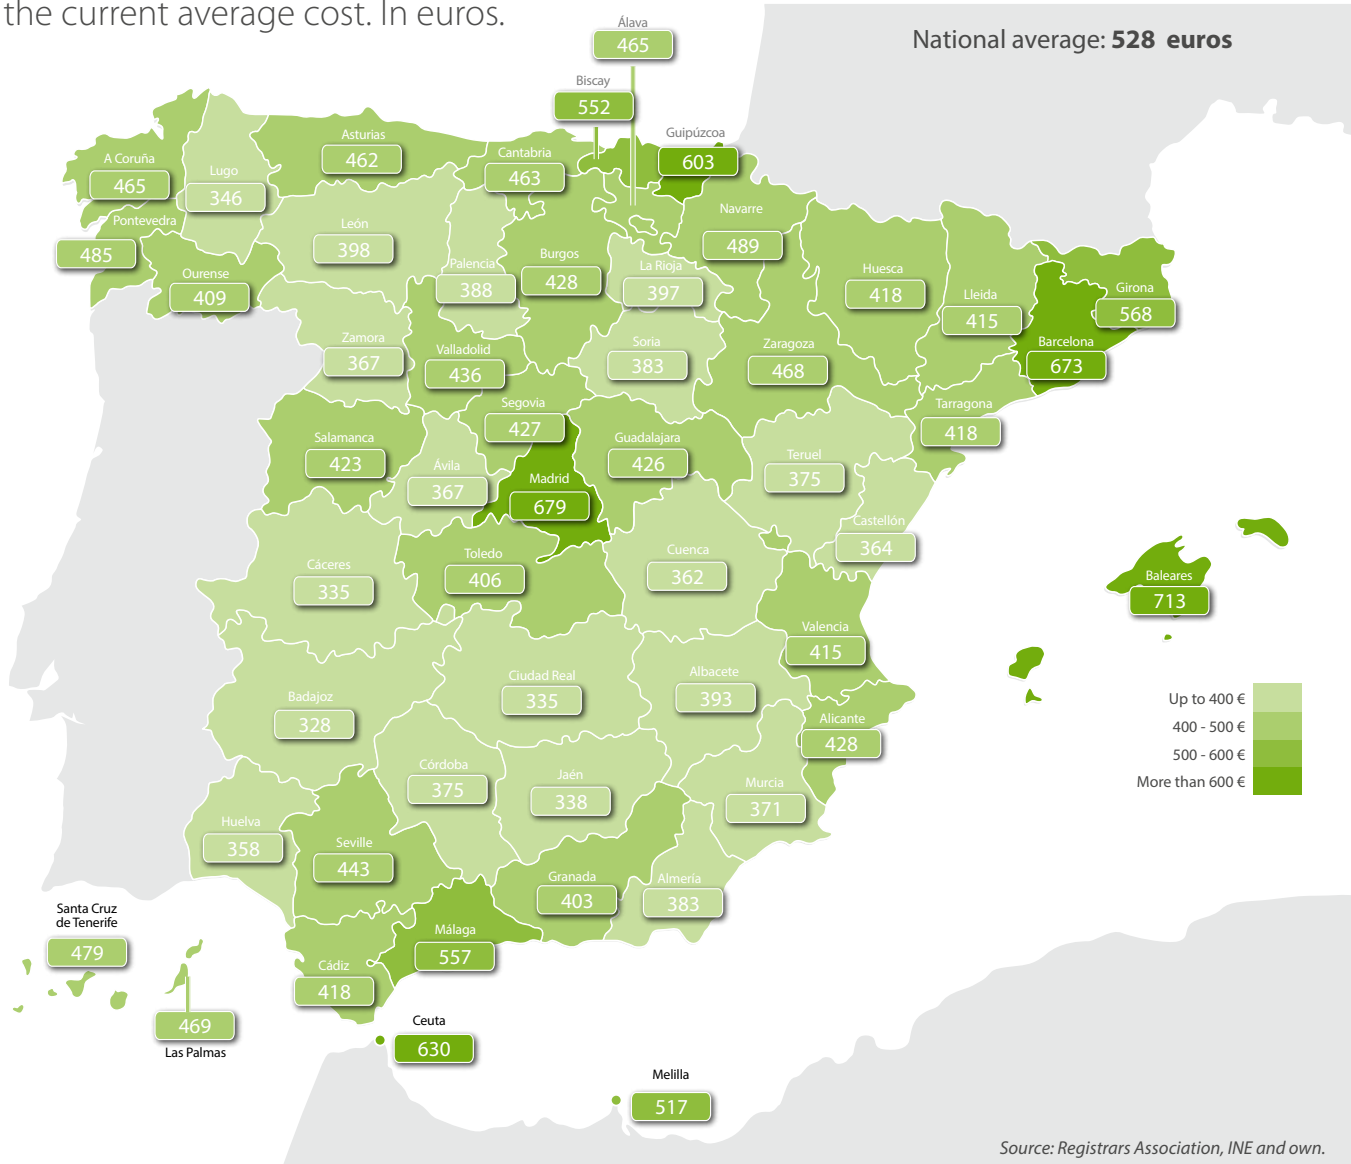 the current average cost. In euros.
National average: 528 euros
Álava
465
Biscay
552
Guipúzcoa
603
A Coruña
465
Lugo
346
Asturias
462
Cantabria
463
Pontevedra
485
Ourense
409
León
398
Palencia
388
Burgos
428
La Rioja
397
Navarre
489
Huesca
418
Lleida
415
Girona
568
Barcelona
673
Zamora
367
Valladolid
436
Soria
383
Zaragoza
468
Tarragona
418
Segovia
427
Salamanca
423
Ávila
367
Madrid
679
Guadalajara
426
Teruel
375
Castellón
364
Cáceres
335
Toledo
406
Cuenca
362
Baleares
713
Valencia
415
Badajoz
328
Ciudad Real
335
Albacete
393
Alicante
428
Up to 400 €
400 - 500 €
500 - 600 €
More than 600 €
Córdoba
375
Jaén
338
Murcia
371
Huelva
358
Seville
443
Granada
403
Almería
383
Málaga
557
Cádiz
418
Santa Cruz
de Tenerife
479
469
Las Palmas
Ceuta
630
Melilla
517
Source: Registrars Association, INE and own.